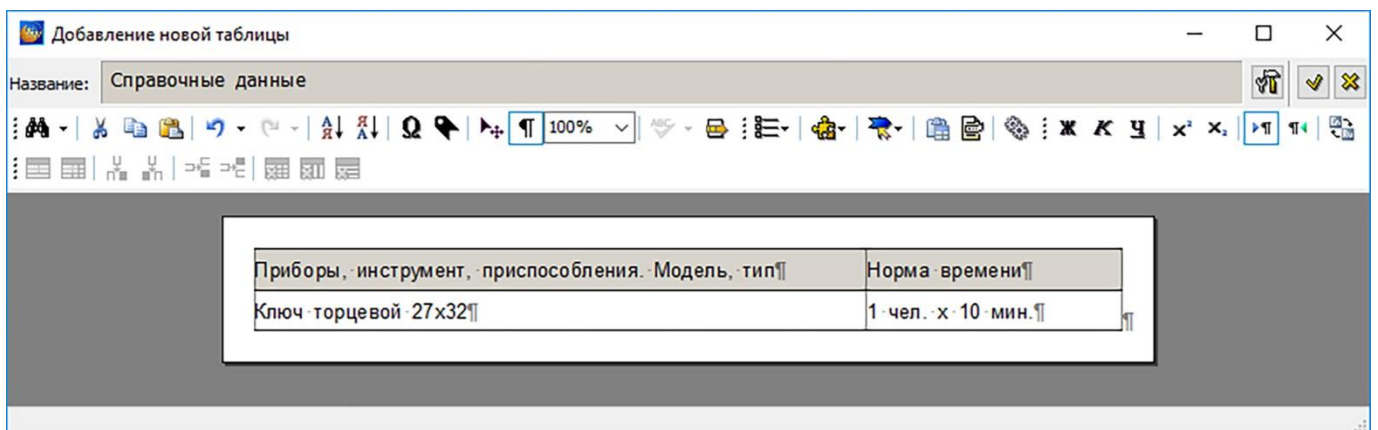 Добавление новой таблицы
Название: Справочные данные
100%
Ж К Ч
Приборы, инструмент, приспособления. Модель, тип¶ Норма времени¶
Ключ торцевой 27x32¶ 1 чел. x 10 мин.¶ ¶